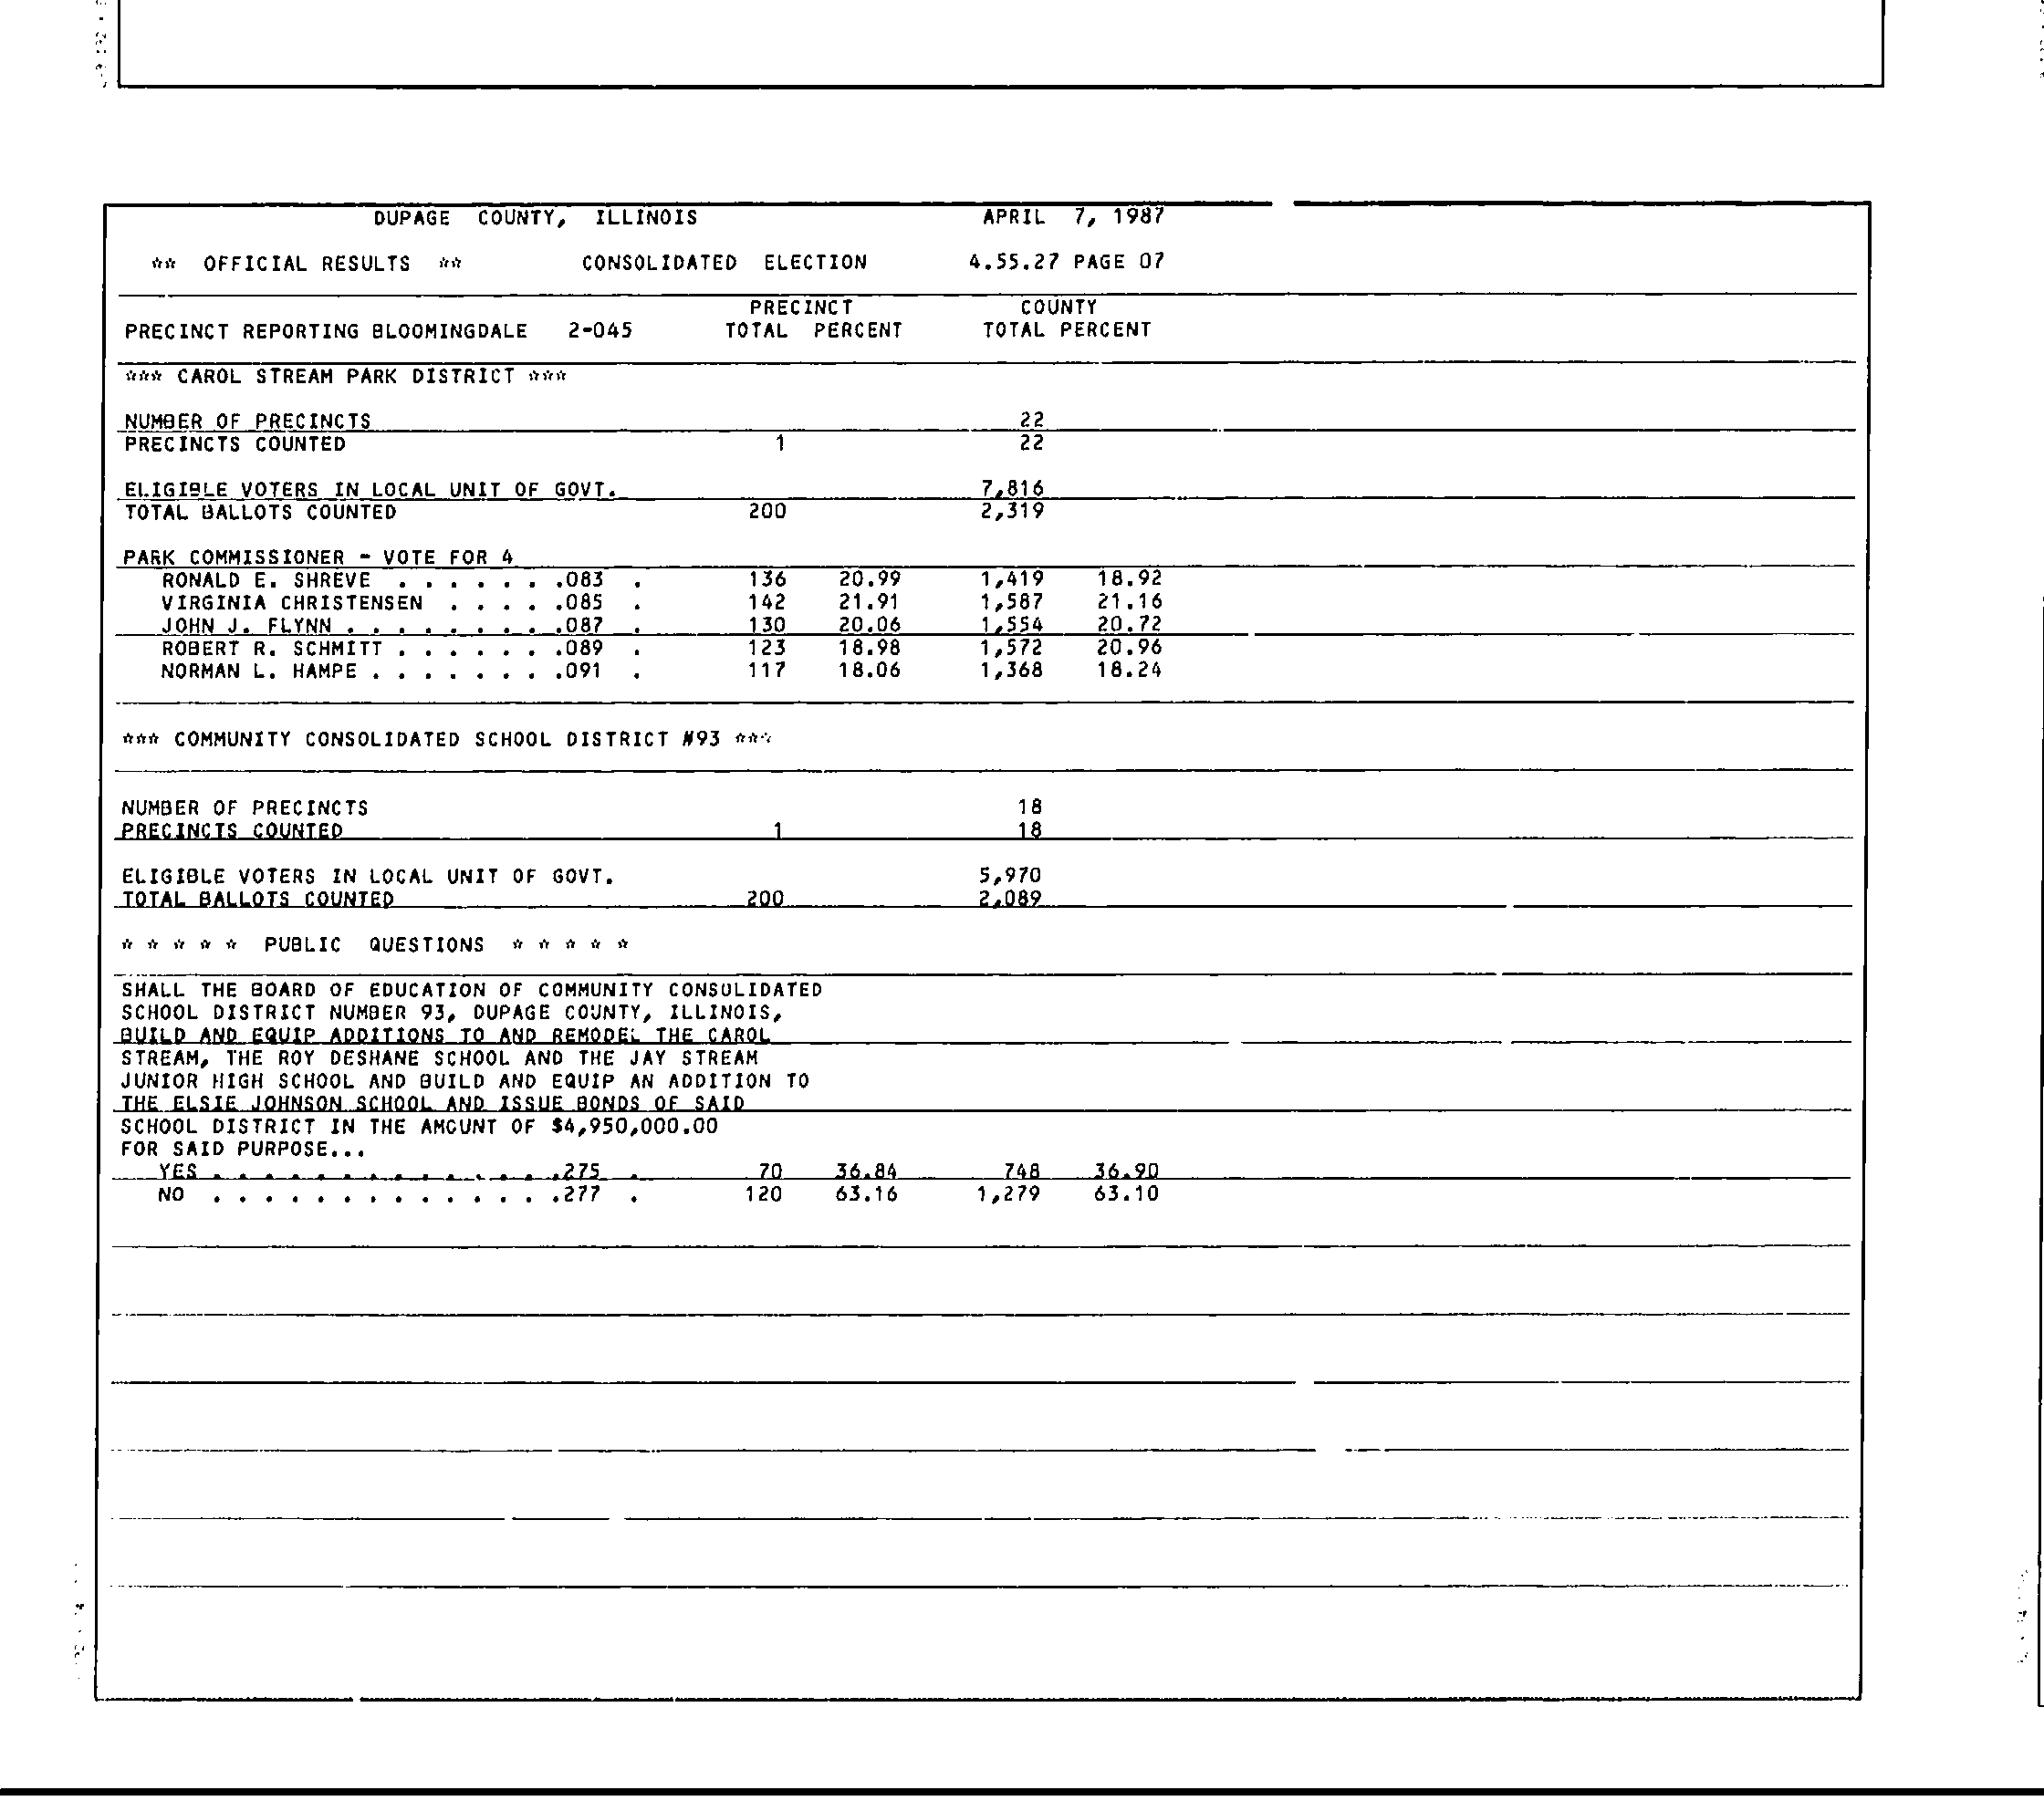 DUPAGE COUNTY, ILLINOIS APRIL 7, 1987
** OFFICIAL RESULTS ** CONSOLIDATED ELECTION 4.55.27 PAGE 07
PRECINCT COUNTY
PRECINCT REPORTING BLOOMINGDALE 2-045 TOTAL PERCENT TOTAL PERCENT
*** CAROL STREAM PARK DISTRICT ***
NUMBER OF PRECINCTS 22
PRECINCTS COUNTED 1 22
ELIGIBLE VOTERS IN LOCAL UNIT OF GOVT. 7,816
TOTAL BALLOTS COUNTED 200 2,319
PARK COMMISSIONER - VOTE FOR 4
RONALD E. SHREVE . . . . . . .083 . 136 20.99 1,419 18.92
VIRGINIA CHRISTENSEN . . . . .085 . 142 21.91 1,587 21.16
JOHN J. FLYNN . . . . . . . . .087 . 130 20.06 1,554 20.72
ROBERT R. SCHMITT . . . . . . .089 . 123 18.98 1,572 20.96
NORMAN L. HAMPE . . . . . . . .091 . 117 18.06 1,368 18.24
*** COMMUNITY CONSOLIDATED SCHOOL DISTRICT #93 ***
NUMBER OF PRECINCTS 18
PRECINCTS COUNTED 1 18
ELIGIBLE VOTERS IN LOCAL UNIT OF GOVT. 5,970
TOTAL BALLOTS COUNTED 200 2,089
* * * * * PUBLIC QUESTIONS * * * * *
SHALL THE BOARD OF EDUCATION OF COMMUNITY CONSOLIDATED
SCHOOL DISTRICT NUMBER 93, DUPAGE COUNTY, ILLINOIS,
BUILD AND EQUIP ADDITIONS TO AND REMODEL THE CAROL
STREAM, THE ROY DESHANE SCHOOL AND THE JAY STREAM
JUNIOR HIGH SCHOOL AND BUILD AND EQUIP AN ADDITION TO
THE ELSIE JOHNSON SCHOOL AND ISSUE BONDS OF SAID
SCHOOL DISTRICT IN THE AMOUNT OF $4,950,000.00
FOR SAID PURPOSE...
YES . . . . . . . . . . . . . .275 . 70 36.84 748 36.90
NO . . . . . . . . . . . . . .277 . 120 63.16 1,279 63.10